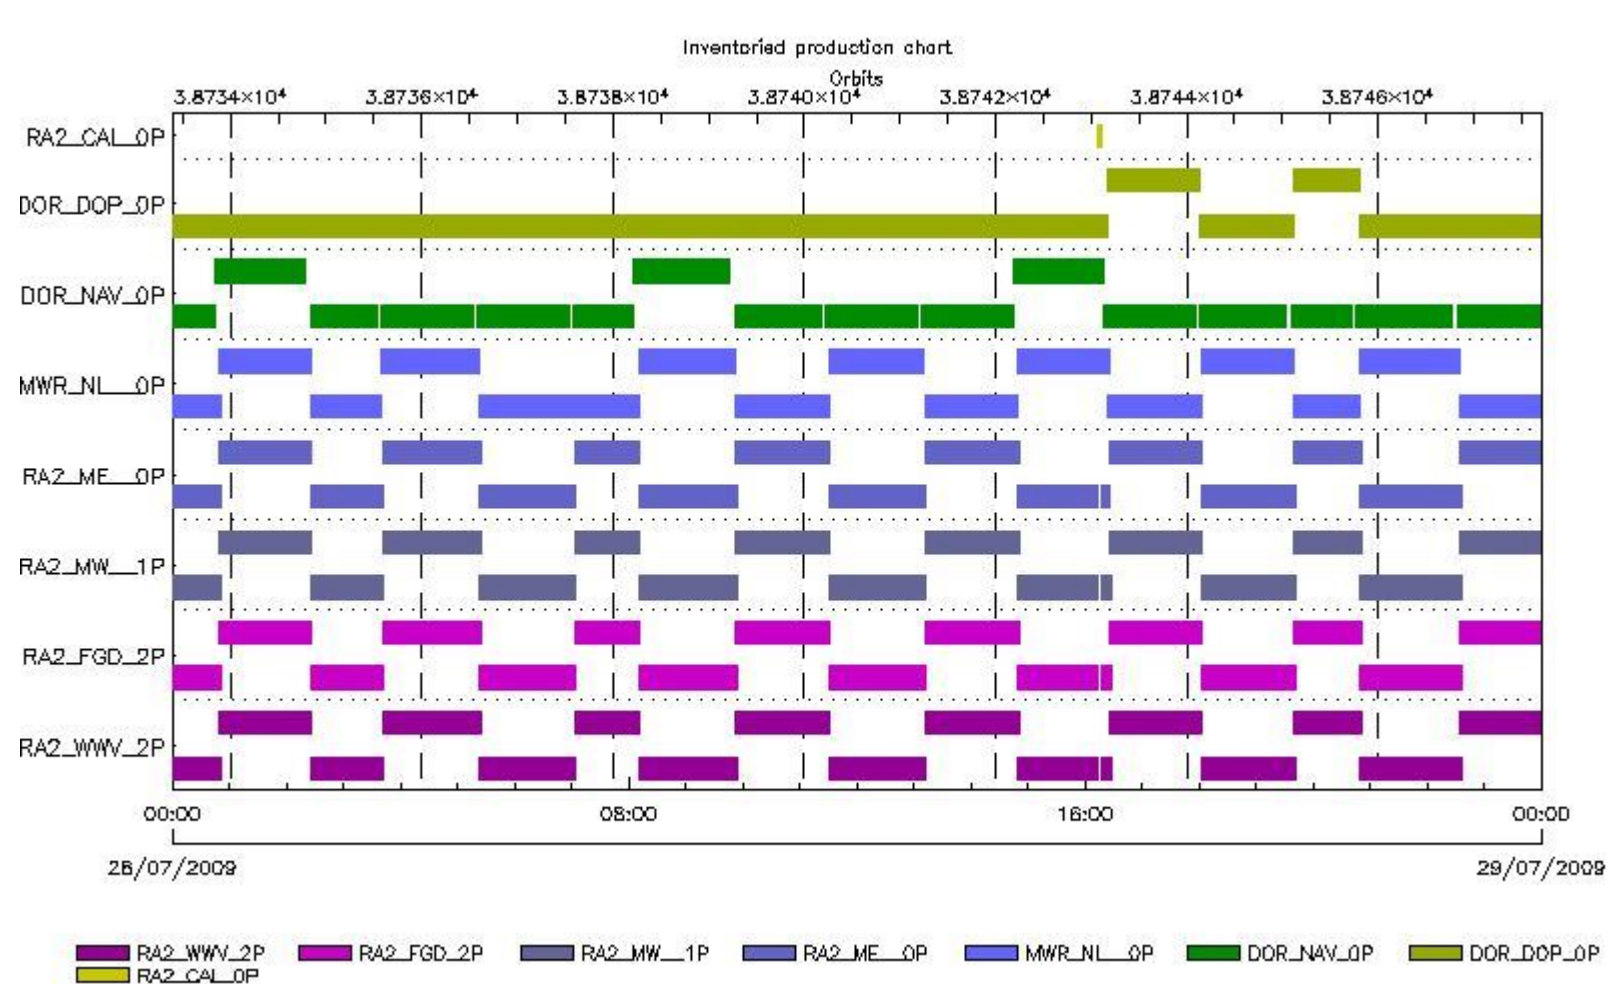 Inventoried production chart
Orbits
3.8734×10⁴ 3.8736×10⁴ 3.8738×10⁴ 3.8740×10⁴ 3.8742×10⁴ 3.8744×10⁴ 3.8746×10⁴
RA2_CAL_0P
DOR_DOP_0P
DOR_NAV_0P
MWR_NL__0P
RA2_ME__0P
RA2_MW__1P
RA2_FGD_2P
RA2_WWV_2P
00:00 08:00 16:00 00:00
28/07/2009 29/07/2009
RA2_WWV_2P RA2_FGD_2P RA2_MW__1P RA2_ME__0P MWR_NL__0P DOR_NAV_0P DOR_DOP_0P
RA2_CAL_0P